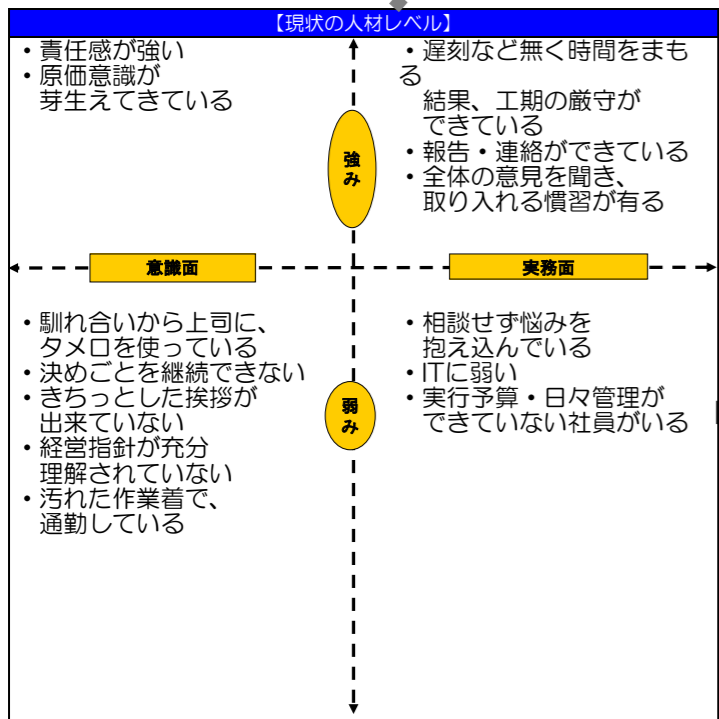 【現状の人材レベル】
・責任感が強い
・原価意識が
芽生えてきている
・遅刻など無く時間をまも
る
結果、工期の厳守が
できている
・報告・連絡ができている
・全体の意見を聞き、
取り入れる慣習が有る
強
み
意識面
実務面
・馴れ合いから上司に、
タメ口を使っている
・決めごとを継続できない
・きちっとした挨拶が
出来ていない
・経営指針が充分
理解されていない
・汚れた作業着で、
通勤している
弱
み
・相談せず悩みを
抱え込んでいる
・ITに弱い
・実行予算・日々管理が
できていない社員がいる